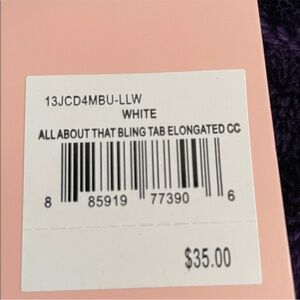 13JCD4MBU-LLW
WHITE
ALL ABOUT THAT BLING TAB ELONGATED CC
8 85919 77390 6
$35.00